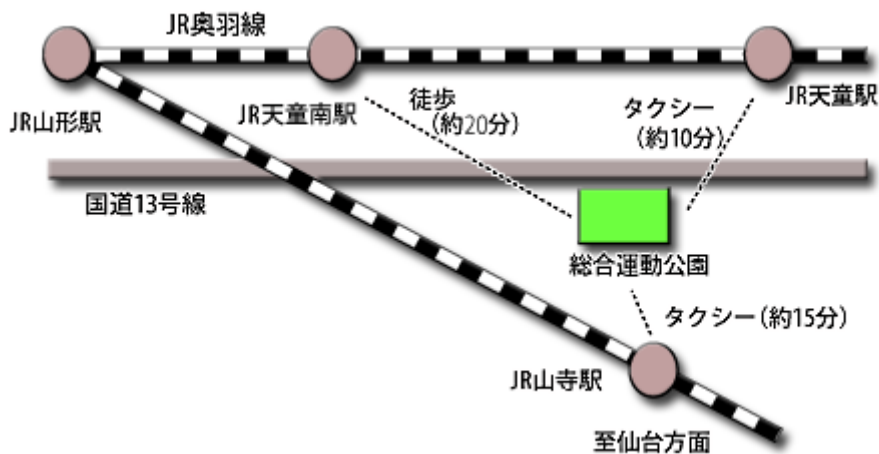 JR奥羽線
JR山形駅
JR天童南駅
徒歩
(約20分)
タクシー
(約10分)
JR天童駅
国道13号線
総合運動公園
タクシー(約15分)
JR山寺駅
至仙台方面